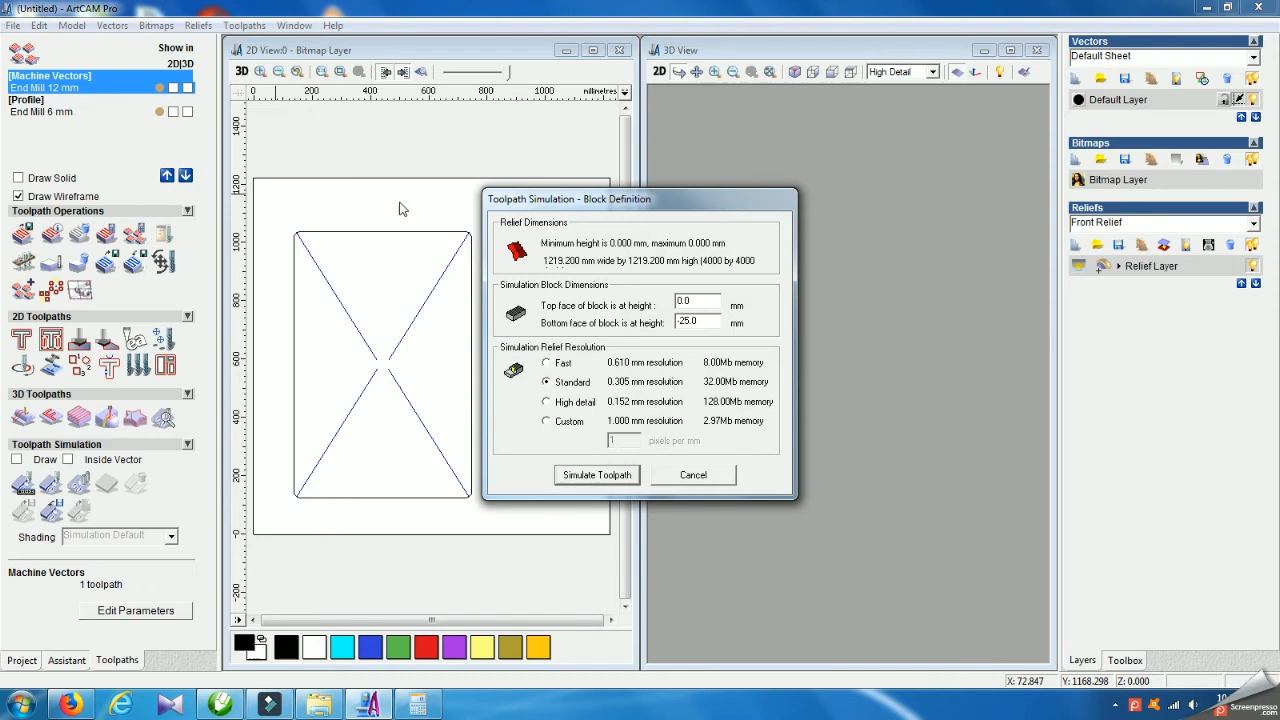 (Untitled) - ArtCAM Pro
File Edit Model Vectors Bitmaps Reliefs Toolpaths Window Help
Show in
2D|3D
[Machine Vectors]
End Mill 12 mm
[Profile]
End Mill 6 mm
Draw Solid
Draw Wireframe
Toolpath Operations
2D Toolpaths
3D Toolpaths
Toolpath Simulation
Draw Inside Vector
Shading Simulation Default
Machine Vectors
1 toolpath
Edit Parameters
Project Assistant Toolpaths
2D View:0 - Bitmap Layer
3D
0 200 400 600 800 1000 millimetres
1400
1200
1000
800
600
400
200
-0
-200
3D View
2D High Detail
Toolpath Simulation - Block Definition
Relief Dimensions
Minimum height is 0.000 mm, maximum 0.000 mm
1219.200 mm wide by 1219.200 mm high (4000 by 4000
Simulation Block Dimensions
Top face of block is at height : 0.0 mm
Bottom face of block is at height: -25.0 mm
Simulation Relief Resolution
Fast 0.610 mm resolution 8.00Mb memory
Standard 0.305 mm resolution 32.00Mb memory
High detail 0.152 mm resolution 128.00Mb memory
Custom 1.000 mm resolution 2.97Mb memory
1 pixels per mm
Simulate Toolpath Cancel
Vectors
Default Sheet
Default Layer
Bitmaps
Bitmap Layer
Reliefs
Front Relief
Relief Layer
Layers Toolbox
X: 72.847 Y: 1168.298 Z: 0.000
10
Screenpresso
.com